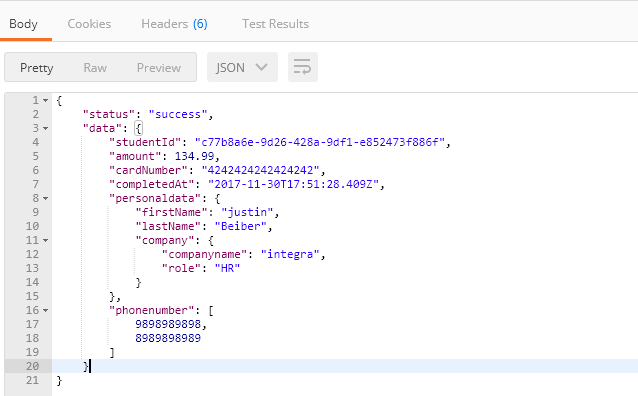 Body Cookies Headers (6) Test Results
Pretty Raw Preview JSON
1 {
2 "status": "success",
3 "data": {
4 "studentId": "c77b8a6e-9d26-428a-9df1-e852473f886f",
5 "amount": 134.99,
6 "cardNumber": "4242424242424242",
7 "completedAt": "2017-11-30T17:51:28.409Z",
8 "personaldata": {
9 "firstName": "justin",
10 "lastName": "Beiber",
11 "company": {
12 "companyname": "integra",
13 "role": "HR"
14 }
15 },
16 "phonenumber": [
17 9898989898,
18 8989898989
19 ]
20 }
21 }